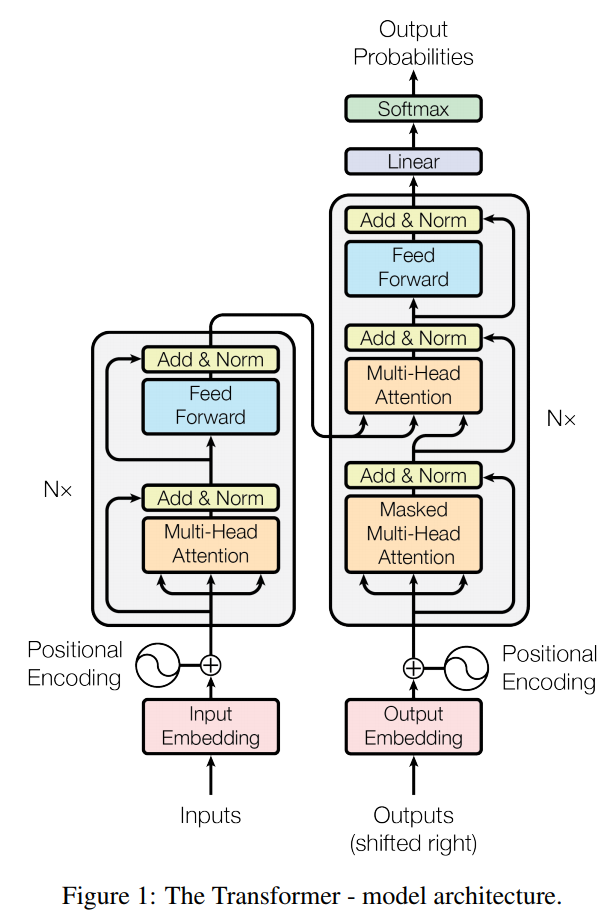 Output
Probabilities
Softmax
Linear
Add & Norm
Feed
Forward
Add & Norm
Multi-Head
Attention
Add & Norm
Masked
Multi-Head
Attention
N×
Add & Norm
Feed
Forward
Add & Norm
Multi-Head
Attention
N×
Positional
Encoding
Positional
Encoding
Input
Embedding
Output
Embedding
Inputs
Outputs
(shifted right)
Figure 1: The Transformer - model architecture.